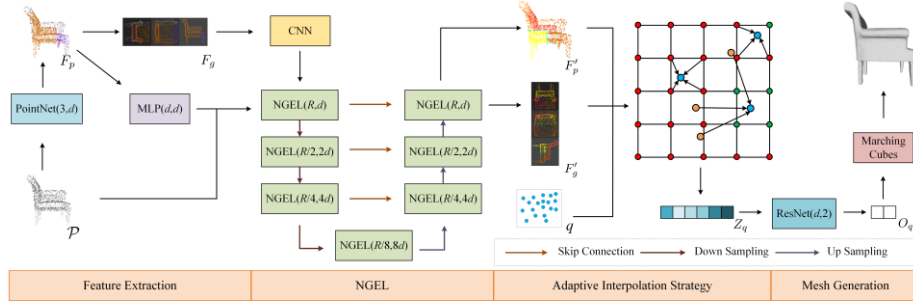 F_p
F_g
CNN
F'_p
PointNet(3,d)
MLP(d,d)
NGEL(R,d)
NGEL(R,d)
NGEL(R/2,2d)
NGEL(R/2,2d)
F'_g
Marching
Cubes
NGEL(R/4,4d)
NGEL(R/4,4d)
P
q
Z_q
ResNet(d,2)
O_q
NGEL(R/8,8d)
Skip Connection
Down Sampling
Up Sampling
Feature Extraction
NGEL
Adaptive Interpolation Strategy
Mesh Generation